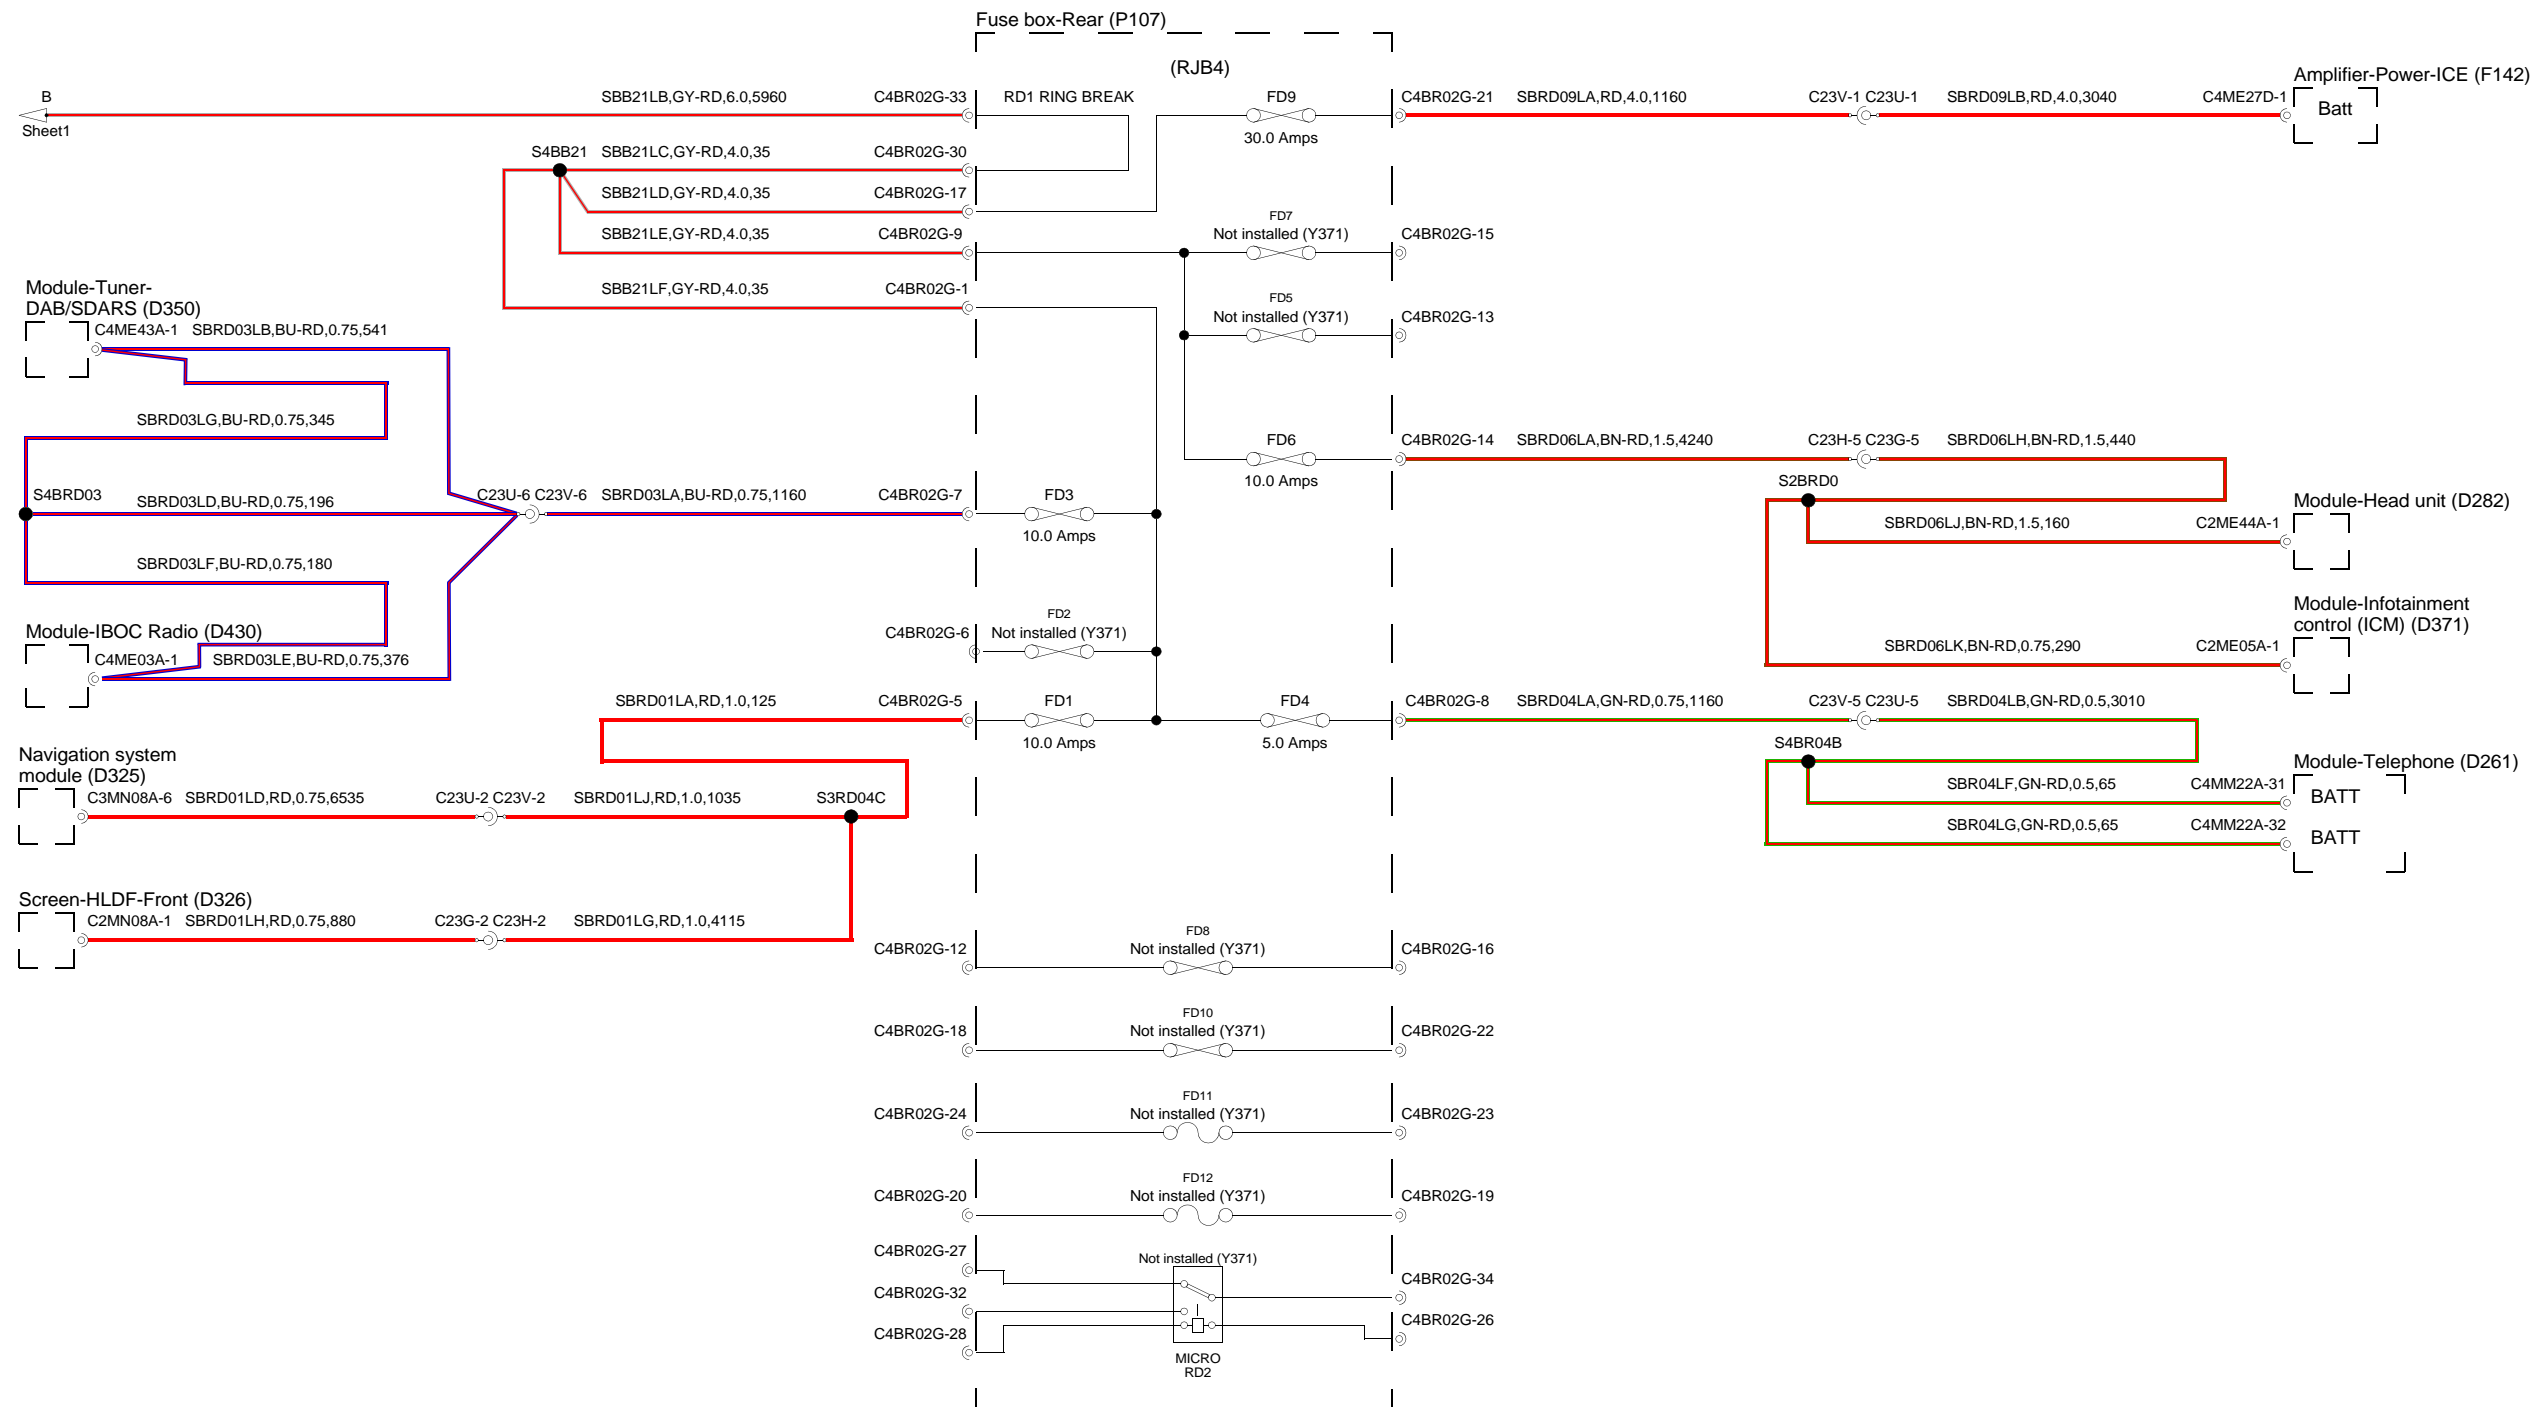 Fuse box-Rear (P107)
(RJB4)
Amplifier-Power-ICE (F142)
B
SBB21LB,GY-RD,6.0,5960
C4BR02G-33
RD1 RING BREAK
FD9
C4BR02G-21
SBRD09LA,RD,4.0,1160
C23V-1 C23U-1
SBRD09LB,RD,4.0,3040
C4ME27D-1
Batt
Sheet1
30.0 Amps
S4BB21
SBB21LC,GY-RD,4.0,35
C4BR02G-30
SBB21LD,GY-RD,4.0,35
C4BR02G-17
FD7
SBB21LE,GY-RD,4.0,35
C4BR02G-9
Not installed (Y371)
C4BR02G-15
Module-Tuner-
DAB/SDARS (D350)
SBB21LF,GY-RD,4.0,35
C4BR02G-1
FD5
Not installed (Y371)
C4BR02G-13
C4ME43A-1
SBRD03LB,BU-RD,0.75,541
SBRD03LG,BU-RD,0.75,345
FD6
C4BR02G-14
SBRD06LA,BN-RD,1.5,4240
C23H-5 C23G-5
SBRD06LH,BN-RD,1.5,440
10.0 Amps
S2BRD0
S4BRD03
SBRD03LD,BU-RD,0.75,196
C23U-6 C23V-6
SBRD03LA,BU-RD,0.75,1160
C4BR02G-7
FD3
10.0 Amps
Module-Head unit (D282)
SBRD06LJ,BN-RD,1.5,160
C2ME44A-1
SBRD03LF,BU-RD,0.75,180
Module-Infotainment
control (ICM) (D371)
FD2
C4BR02G-6
Not installed (Y371)
Module-IBOC Radio (D430)
C4ME03A-1
SBRD03LE,BU-RD,0.75,376
SBRD06LK,BN-RD,0.75,290
C2ME05A-1
SBRD01LA,RD,1.0,125
C4BR02G-5
FD1
10.0 Amps
FD4
5.0 Amps
C4BR02G-8
SBRD04LA,GN-RD,0.75,1160
C23V-5 C23U-5
SBRD04LB,GN-RD,0.5,3010
S4BR04B
Navigation system
module (D325)
Module-Telephone (D261)
C3MN08A-6
SBRD01LD,RD,0.75,6535
C23U-2 C23V-2
SBRD01LJ,RD,1.0,1035
S3RD04C
SBR04LF,GN-RD,0.5,65
C4MM22A-31
BATT
SBR04LG,GN-RD,0.5,65
C4MM22A-32
BATT
Screen-HLDF-Front (D326)
C2MN08A-1
SBRD01LH,RD,0.75,880
C23G-2 C23H-2
SBRD01LG,RD,1.0,4115
FD8
C4BR02G-12
Not installed (Y371)
C4BR02G-16
FD10
C4BR02G-18
Not installed (Y371)
C4BR02G-22
FD11
C4BR02G-24
Not installed (Y371)
C4BR02G-23
FD12
C4BR02G-20
Not installed (Y371)
C4BR02G-19
C4BR02G-27
Not installed (Y371)
C4BR02G-34
C4BR02G-32
C4BR02G-26
C4BR02G-28
MICRO
RD2